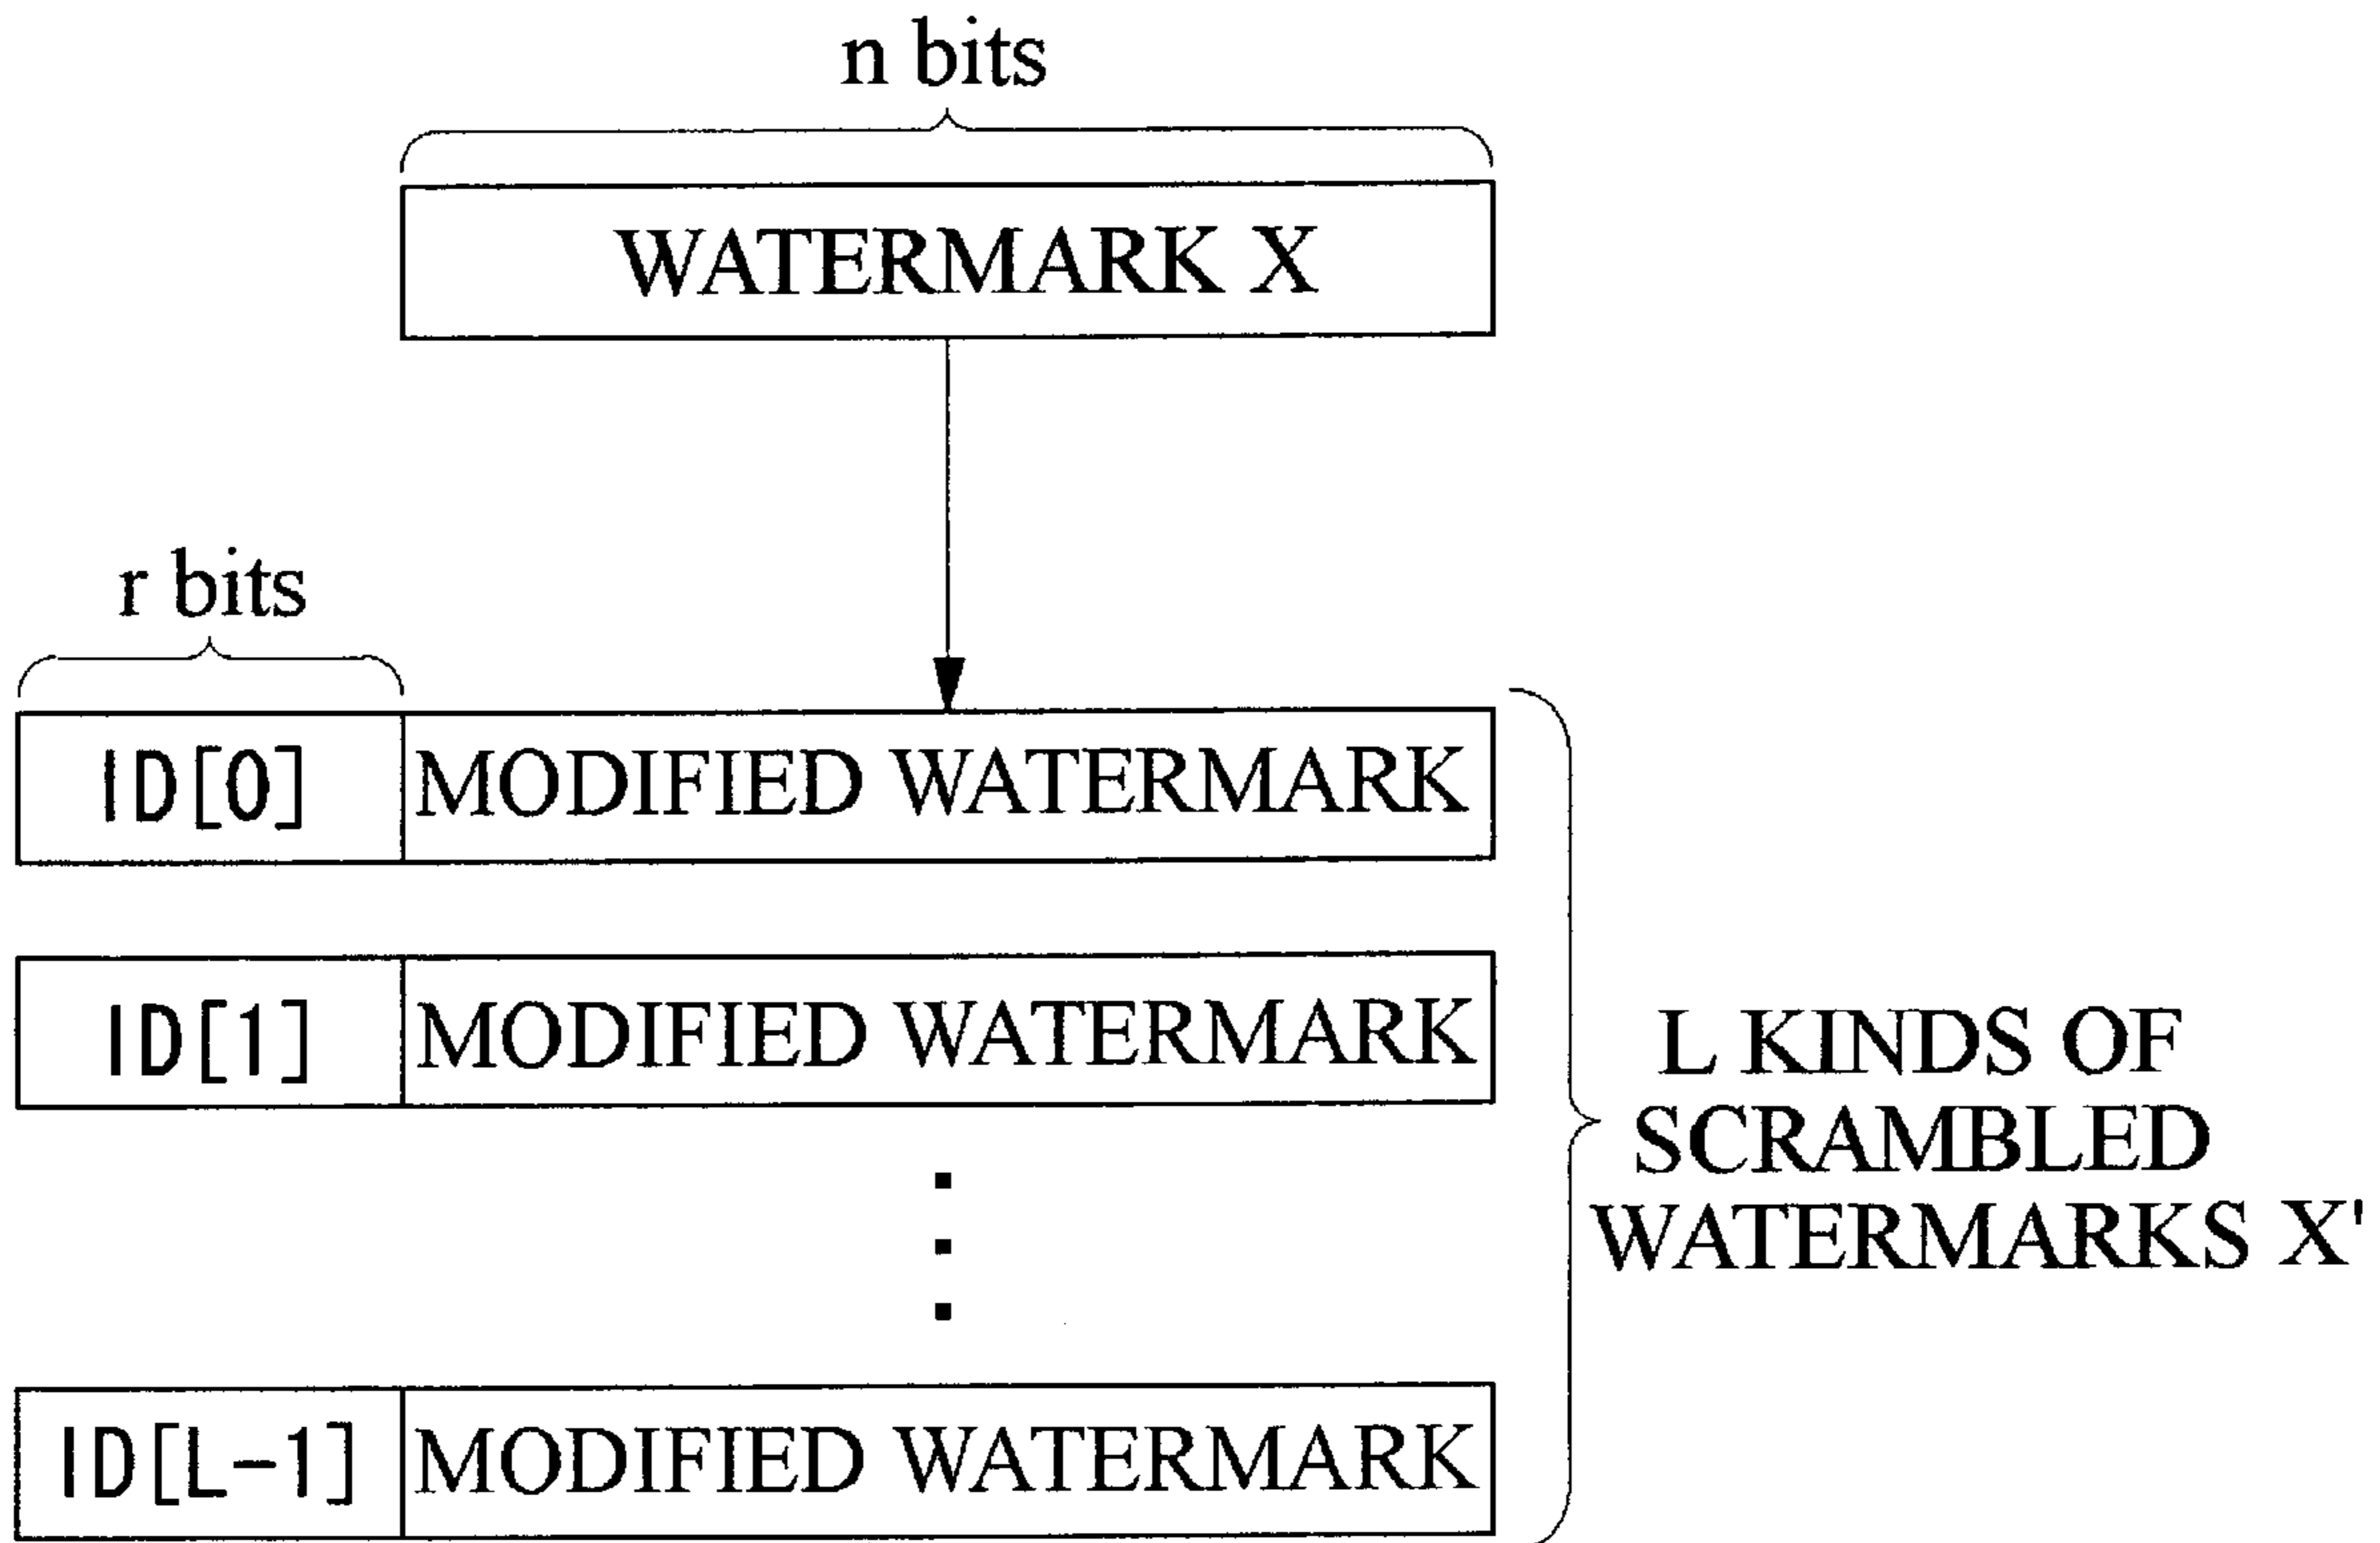 n bits
WATERMARK X
r bits
ID[0] MODIFIED WATERMARK
ID[1] MODIFIED WATERMARK
ID[L-1] MODIFIED WATERMARK
L KINDS OF
SCRAMBLED
WATERMARKS X'